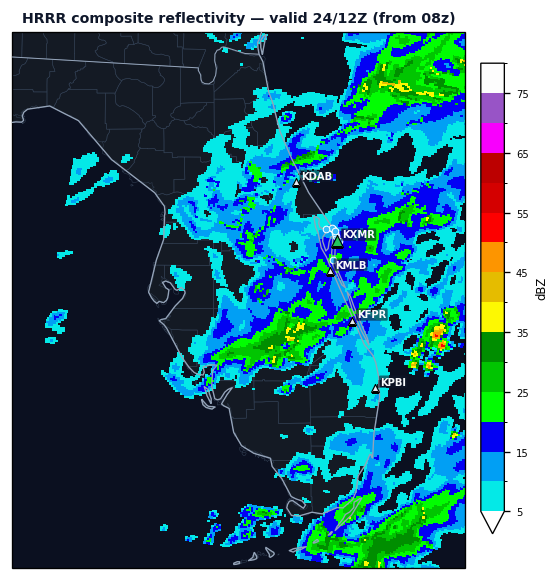 HRRR composite reflectivity — valid 24/12Z (from 08z)
KDAB
KXMR
KMLB
KFPR
KPBI
75
65
55
45
35
25
15
5
dBZ